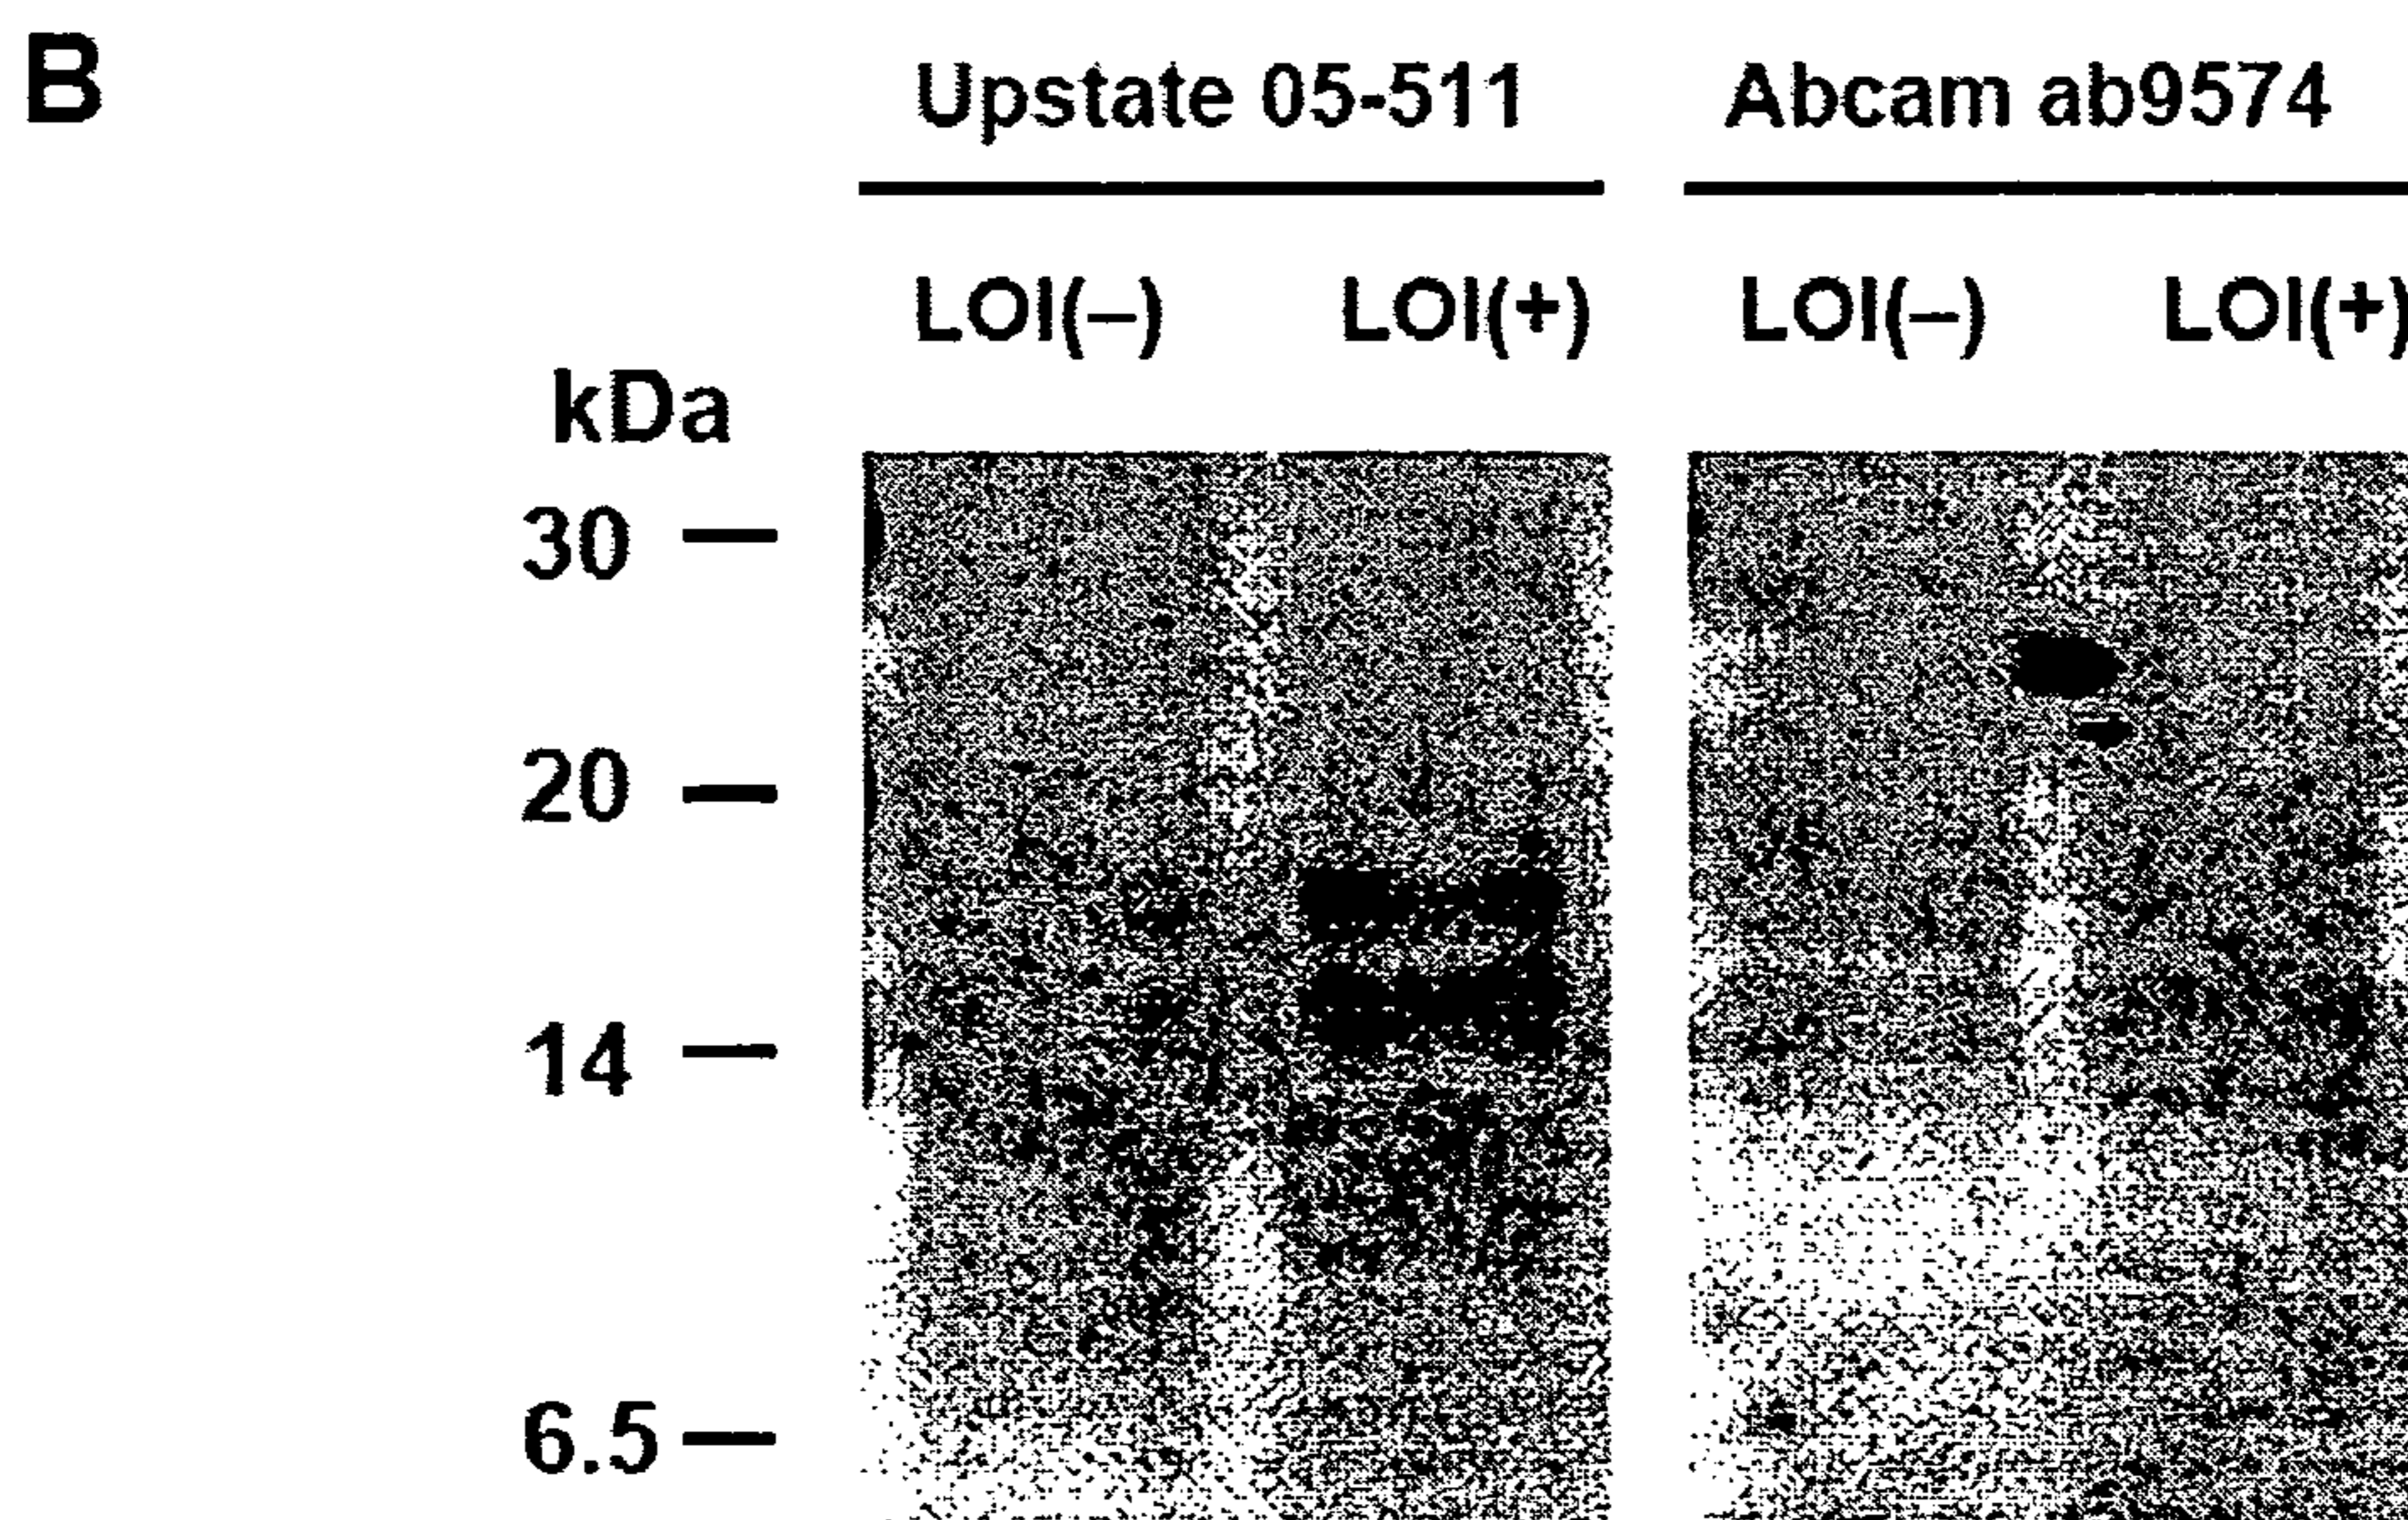 B
Upstate 05-511 Abcam ab9574
LOI(–) LOI(+) LOI(–) LOI(+)
kDa
30
20
14
6.5